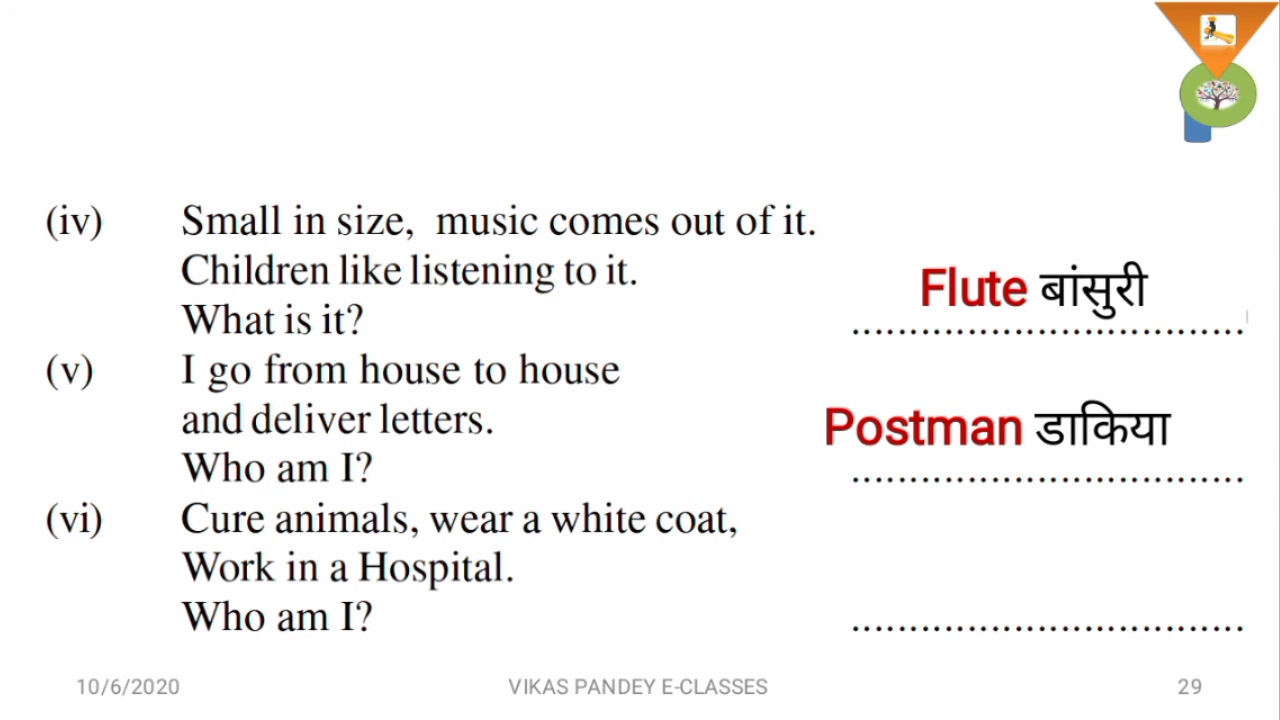 (iv) Small in size, music comes out of it.
Children like listening to it.
Flute बांसुरी
What is it? ..................................
(v) I go from house to house
and deliver letters.
Postman डाकिया
Who am I? ..................................
(vi) Cure animals, wear a white coat,
Work in a Hospital.
Who am I? ..................................
10/6/2020 VIKAS PANDEY E-CLASSES 29